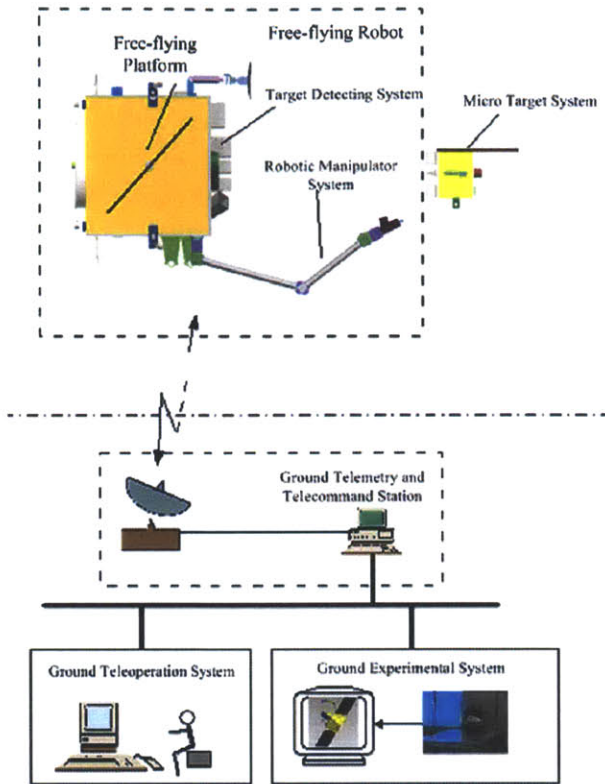 Free-flying Robot
Free-flying
Platform
Target Detecting System
Micro Target System
Robotic Manipulator
System
Ground Telemetry and
Telecommand Station
Ground Teleoperation System
Ground Experimental System